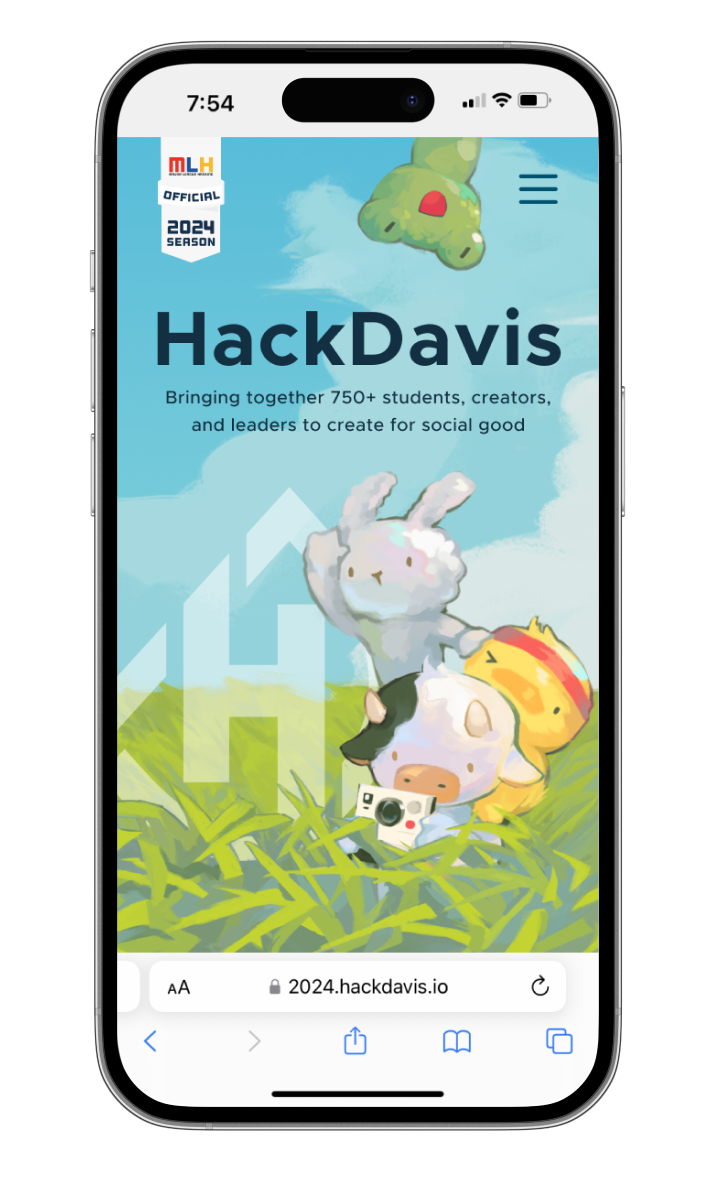 7:54
MLH
OFFICIAL
2024
SEASON
HackDavis
Bringing together 750+ students, creators,
and leaders to create for social good
H
AA
2024.hackdavis.io